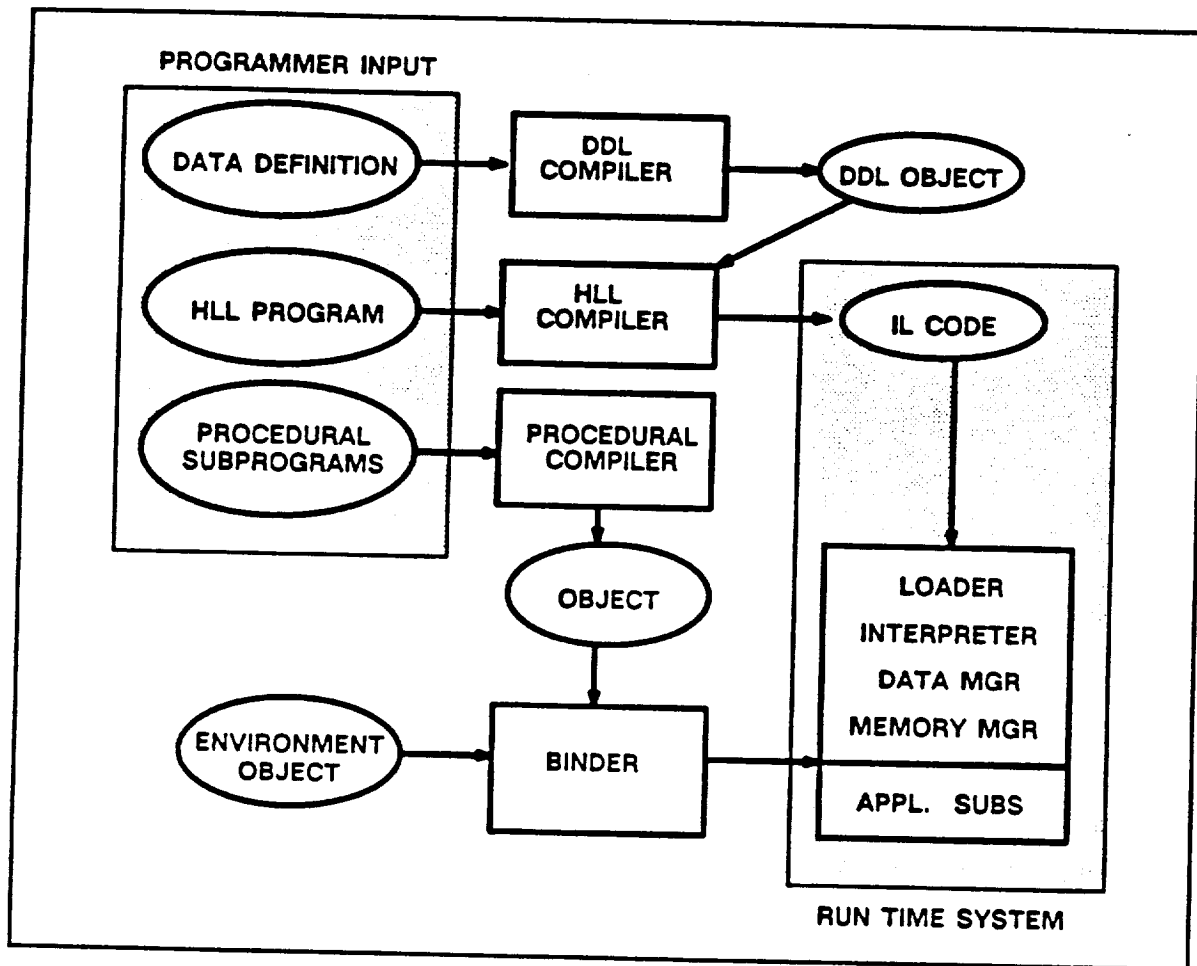 PROGRAMMER INPUT
DATA DEFINITION
DDL
COMPILER
DDL OBJECT
HLL PROGRAM
HLL
COMPILER
IL CODE
PROCEDURAL
SUBPROGRAMS
PROCEDURAL
COMPILER
OBJECT
LOADER
INTERPRETER
DATA MGR
MEMORY MGR
ENVIRONMENT
OBJECT
BINDER
APPL. SUBS
RUN TIME SYSTEM